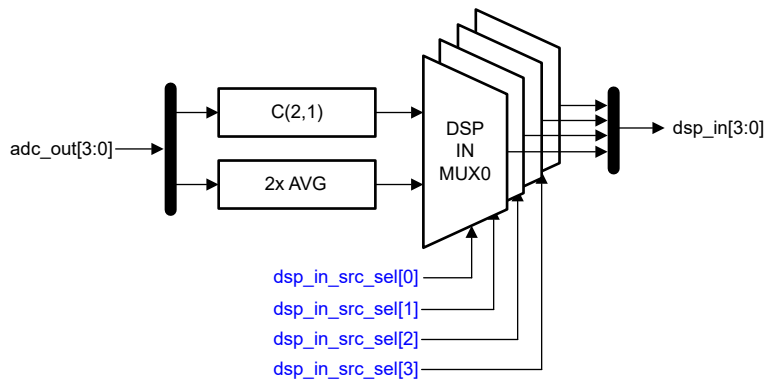 C(2,1)
adc_out[3:0]
2x AVG
DSP
IN
MUX0
dsp_in[3:0]
dsp_in_src_sel[0]
dsp_in_src_sel[1]
dsp_in_src_sel[2]
dsp_in_src_sel[3]